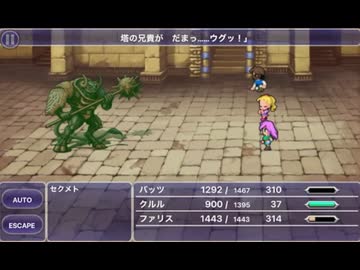 塔の兄貴が　だまっ……ウグッ！」
AUTO
ESCAPE
セクメト
バッツ 1292 / 1467 310
クルル 900 / 1395 37
ファリス 1443 / 1443 314